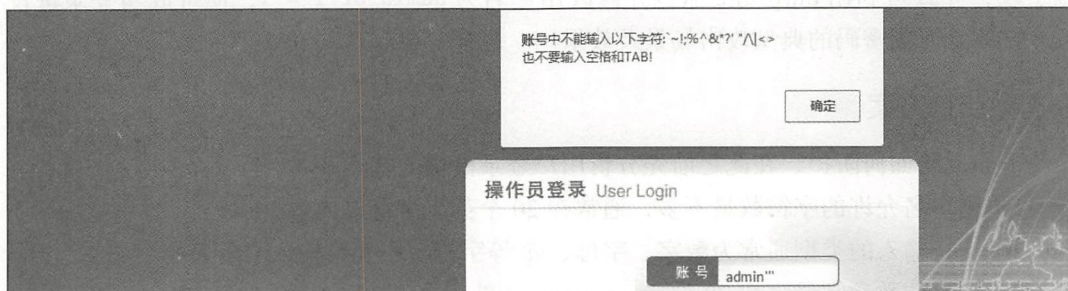 账号中不能输入以下字符:`~!;%^&*?' "/\|<>
也不要输入空格和TAB!
确定
操作员登录 User Login
账号 admin'"